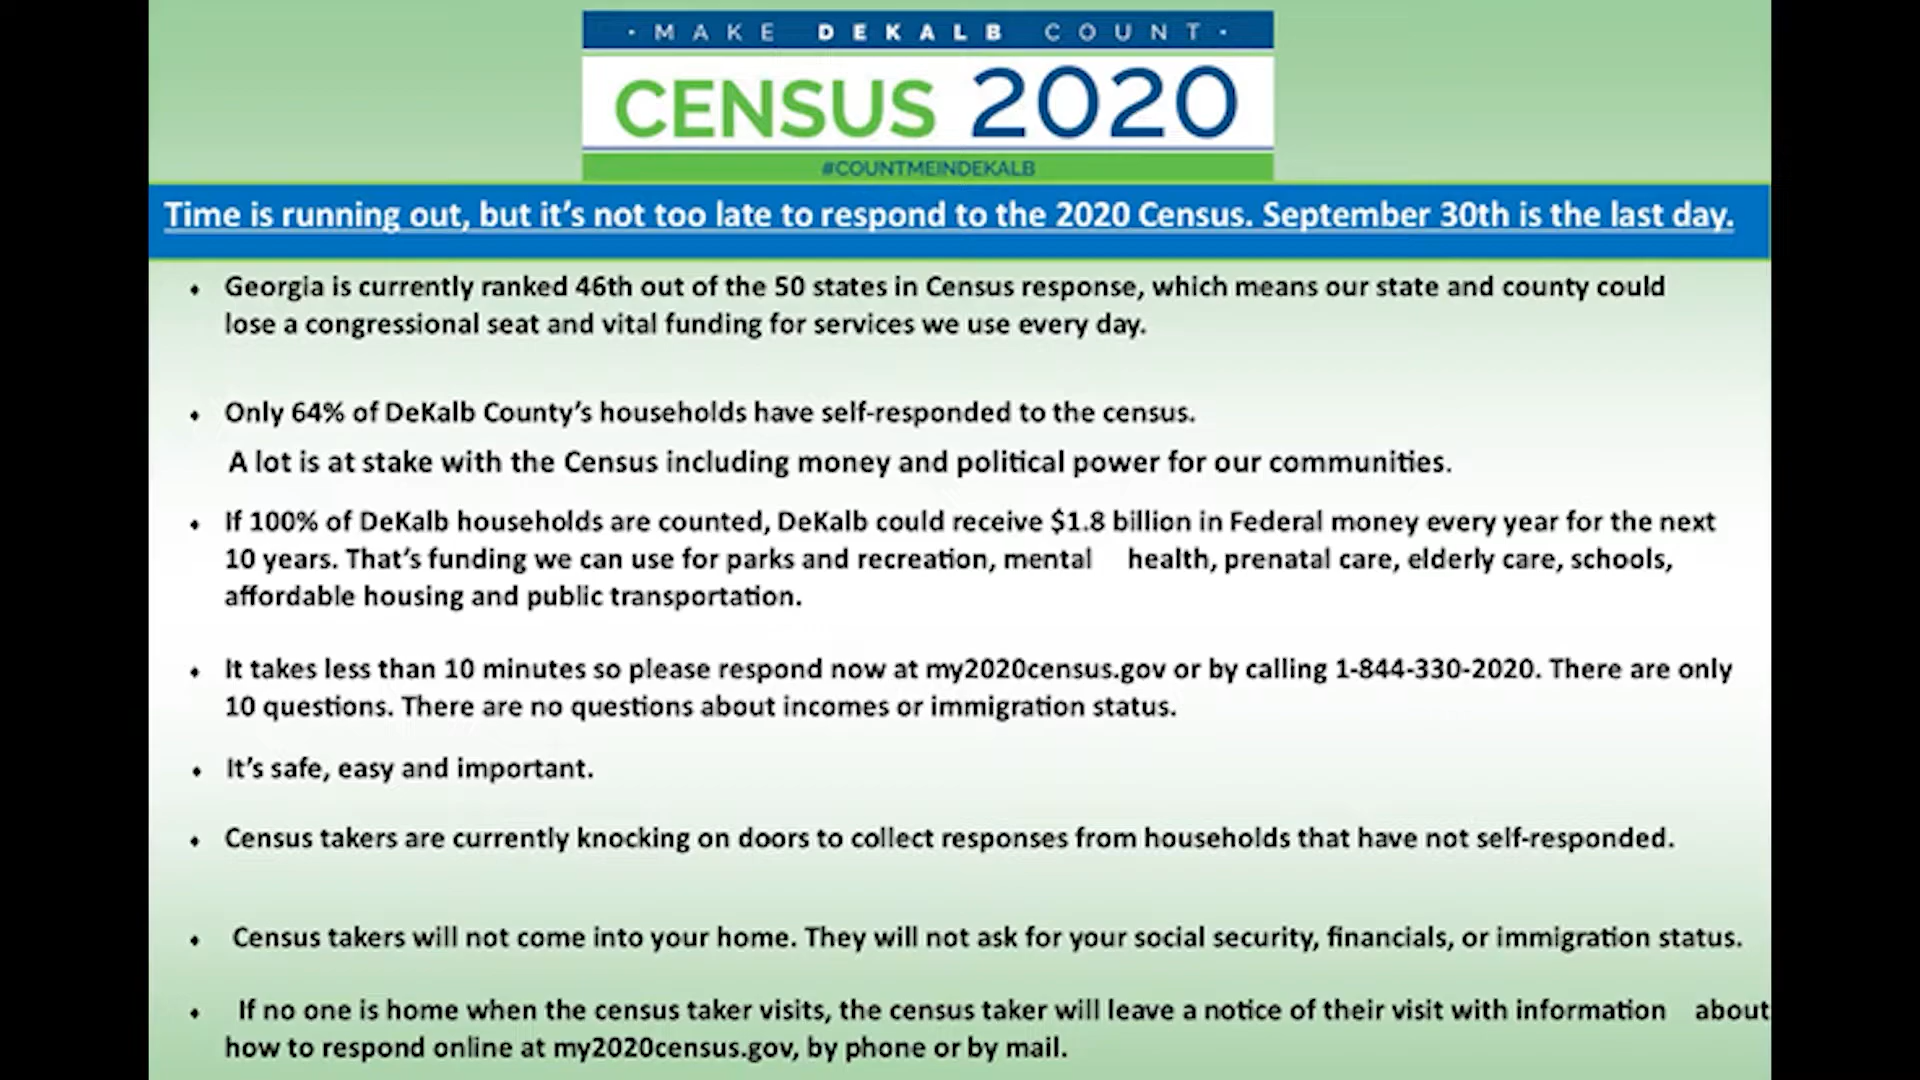 · MAKE DEKALB COUNT ·
CENSUS 2020
#COUNTMEINDEKALB
Time is running out, but it’s not too late to respond to the 2020 Census. September 30th is the last day.
• Georgia is currently ranked 46th out of the 50 states in Census response, which means our state and county could
lose a congressional seat and vital funding for services we use every day.
• Only 64% of DeKalb County’s households have self-responded to the census.
A lot is at stake with the Census including money and political power for our communities.
• If 100% of DeKalb households are counted, DeKalb could receive $1.8 billion in Federal money every year for the next
10 years. That’s funding we can use for parks and recreation, mental health, prenatal care, elderly care, schools,
affordable housing and public transportation.
• It takes less than 10 minutes so please respond now at my2020census.gov or by calling 1-844-330-2020. There are only
10 questions. There are no questions about incomes or immigration status.
• It’s safe, easy and important.
• Census takers are currently knocking on doors to collect responses from households that have not self-responded.
• Census takers will not come into your home. They will not ask for your social security, financials, or immigration status.
• If no one is home when the census taker visits, the census taker will leave a notice of their visit with information about
how to respond online at my2020census.gov, by phone or by mail.